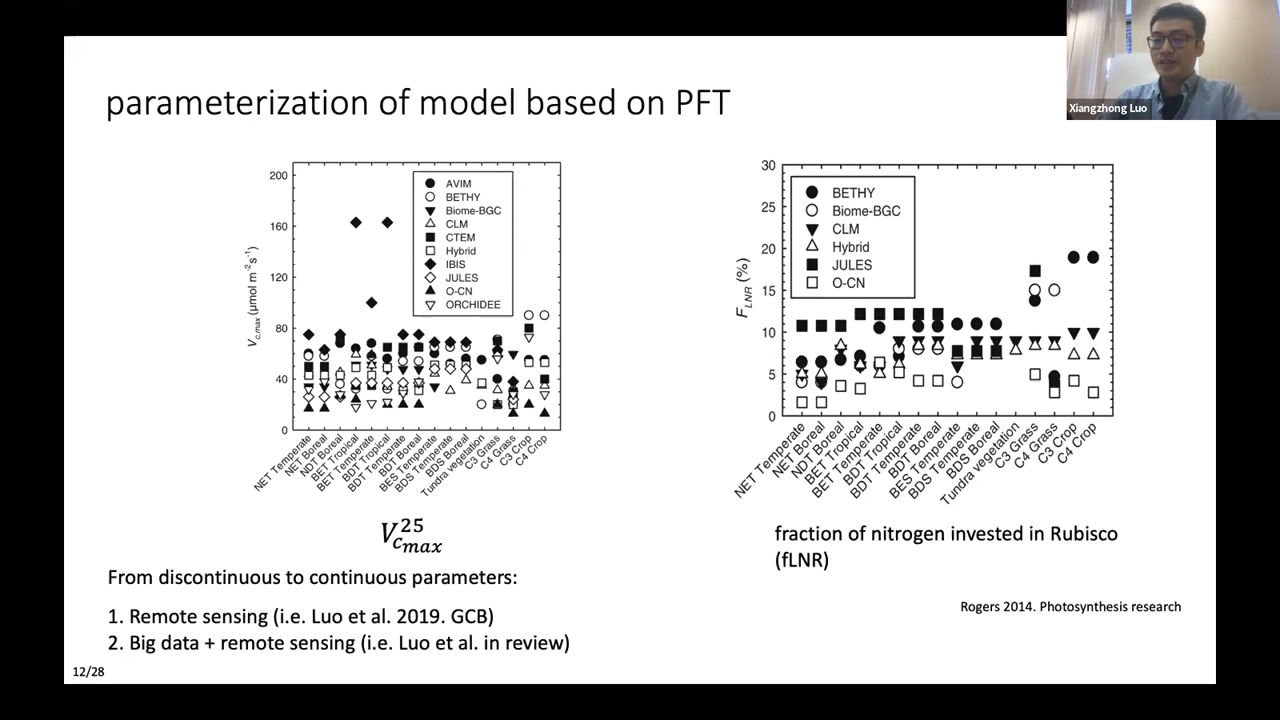 Xiangzhong Luo
parameterization of model based on PFT
200
160
120
80
40
0
V_{c,max} (μmol m⁻² s⁻¹)
AVIM
BETHY
Biome-BGC
CLM
CTEM
Hybrid
IBIS
JULES
O-CN
ORCHIDEE
NET Temperate
NET Boreal
NDT Boreal
BET Tropical
BET Temperate
BDT Tropical
BDT Temperate
BDT Boreal
BES Temperate
BDS Temperate
BDS Boreal
Tundra vegetation
C3 Grass
C4 Grass
C3 Crop
C4 Crop
30
25
20
15
10
5
0
F_{LNR} (%)
BETHY
Biome-BGC
CLM
Hybrid
JULES
O-CN
NET Temperate
NET Boreal
NDT Boreal
BET Tropical
BET Temperate
BDT Tropical
BDT Temperate
BDT Boreal
BES Temperate
BDS Temperate
BDS Boreal
Tundra vegetation
C3 Grass
C4 Grass
C3 Crop
C4 Crop
V_{c_{max}}^{25}
fraction of nitrogen invested in Rubisco
(fLNR)
From discontinuous to continuous parameters:
1. Remote sensing (i.e. Luo et al. 2019. GCB)
2. Big data + remote sensing (i.e. Luo et al. in review)
Rogers 2014. Photosynthesis research
12/28